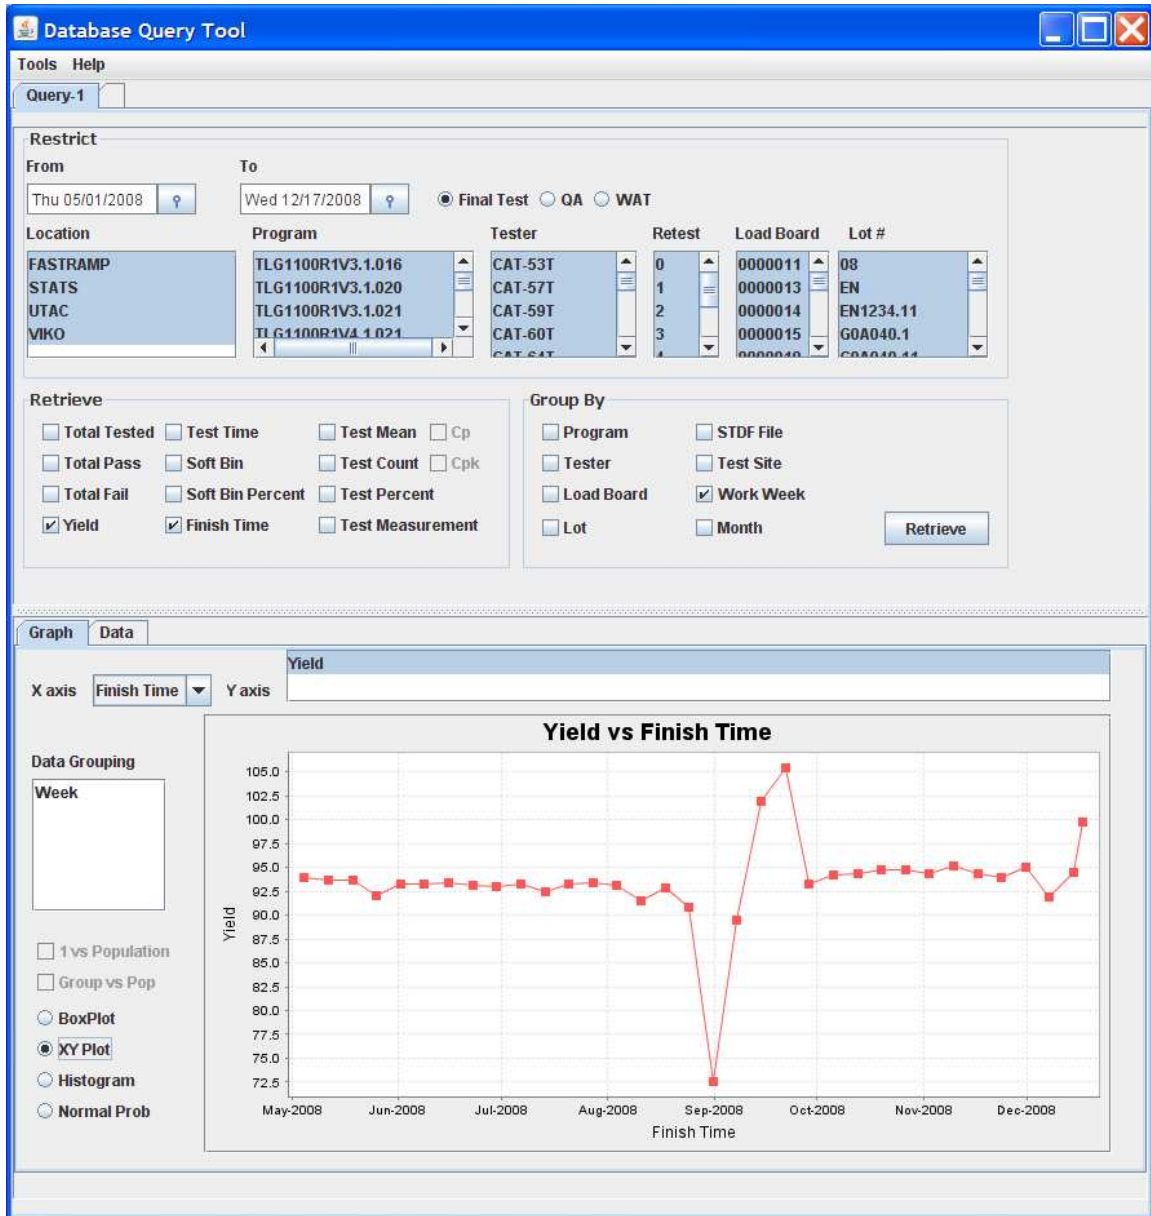 Database Query Tool
Tools Help
Query-1
Restrict
From To
Thu 05/01/2008 Wed 12/17/2008 Final Test QA WAT
Location Program Tester Retest Load Board Lot #
FASTRAMP TLG1100R1V3.1.016 CAT-53T 0 0000011 08
STATS TLG1100R1V3.1.020 CAT-57T 1 0000013 EN
UTAC TLG1100R1V3.1.021 CAT-59T 2 0000014 EN1234.11
VIKO TLG1100R1V4.1.021 CAT-60T 3 0000015 G0A040.1
CAT-64T 4 0000019 G0A040.11
Retrieve Group By
Total Tested Test Time Test Mean Cp Program STDF File
Total Pass Soft Bin Test Count Cpk Tester Test Site
Total Fail Soft Bin Percent Test Percent Load Board Work Week
Yield Finish Time Test Measurement Lot Month Retrieve
Graph Data
Yield
X axis Finish Time Y axis
Yield vs Finish Time
Data Grouping
Week
1 vs Population
Group vs Pop
BoxPlot
XY Plot
Histogram
Normal Prob
Yield
105.0
102.5
100.0
97.5
95.0
92.5
90.0
87.5
85.0
82.5
80.0
77.5
75.0
72.5
May-2008 Jun-2008 Jul-2008 Aug-2008 Sep-2008 Oct-2008 Nov-2008 Dec-2008
Finish Time